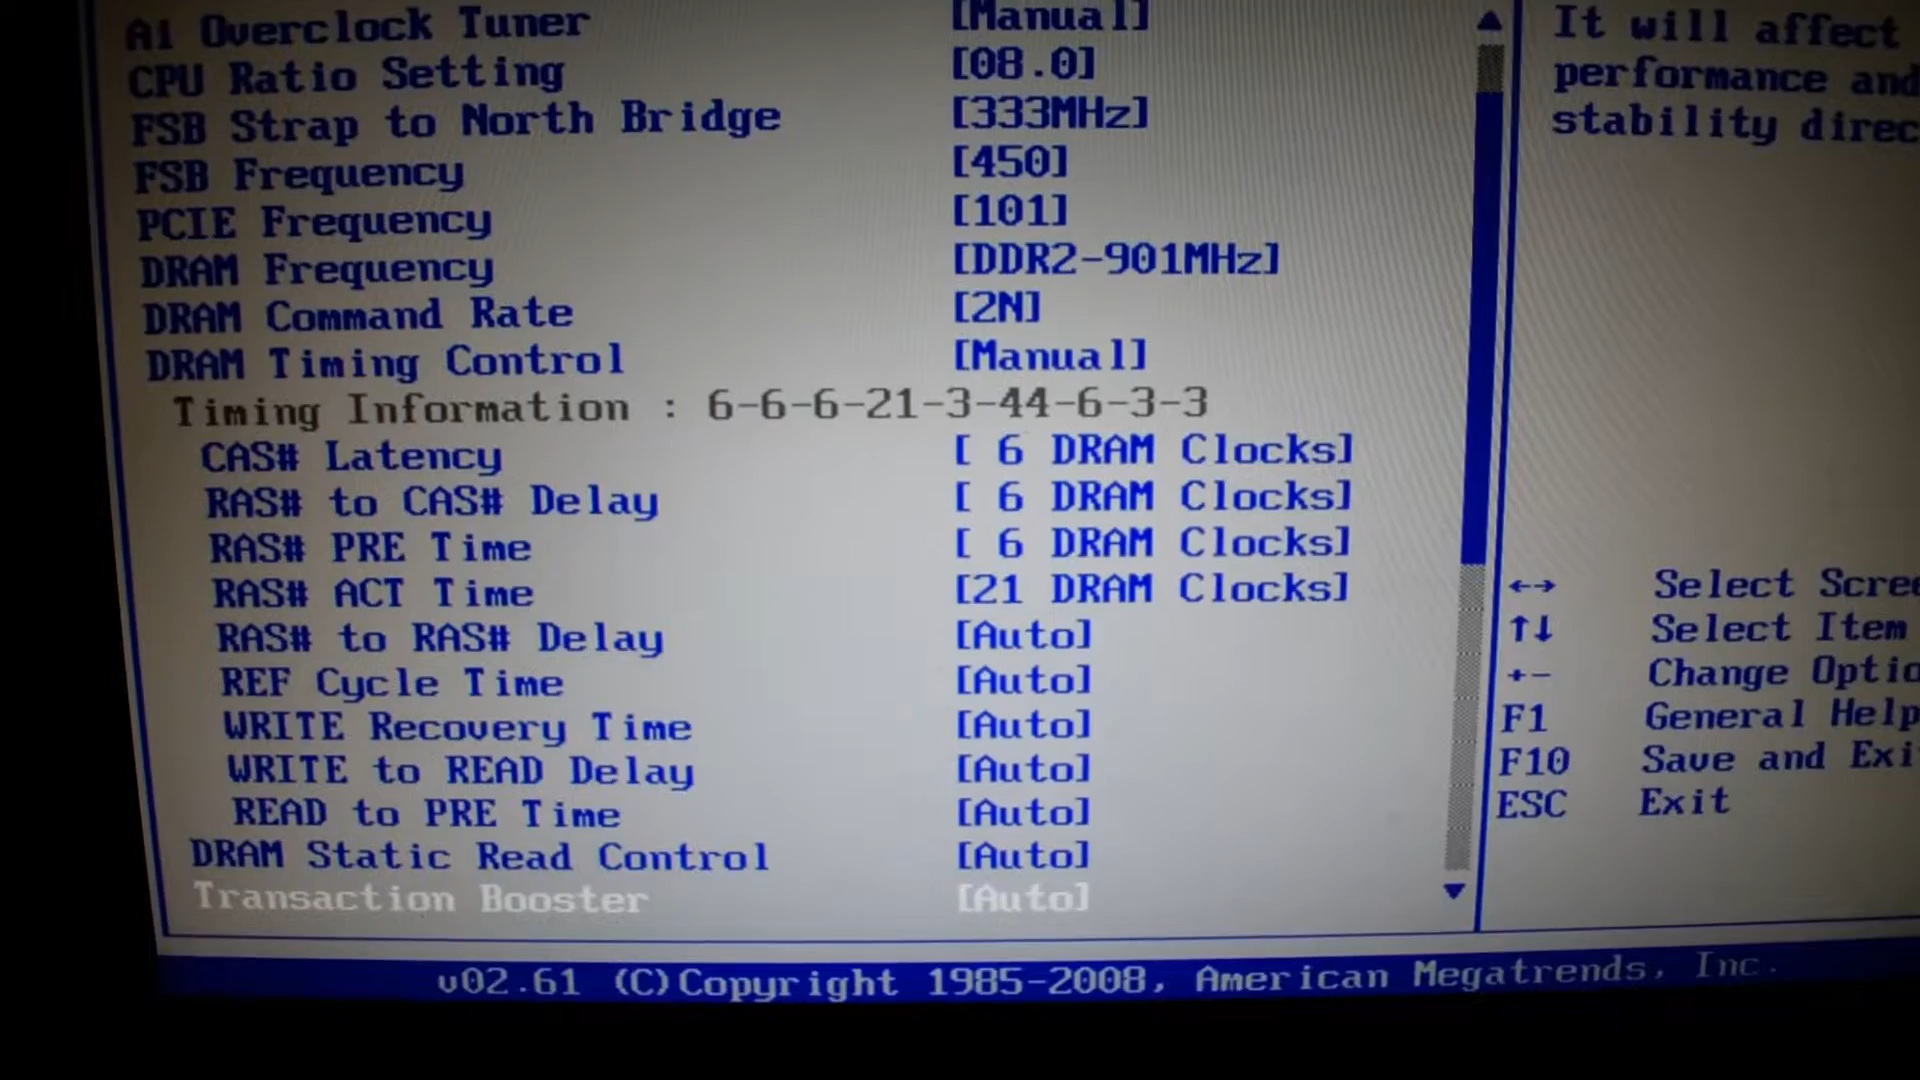 Ai Overclock Tuner [Manual]
CPU Ratio Setting [08.0]
FSB Strap to North Bridge [333MHz]
FSB Frequency [450]
PCIE Frequency [101]
DRAM Frequency [DDR2-901MHz]
DRAM Command Rate [2N]
DRAM Timing Control [Manual]
Timing Information : 6-6-6-21-3-44-6-3-3
CAS# Latency [ 6 DRAM Clocks]
RAS# to CAS# Delay [ 6 DRAM Clocks]
RAS# PRE Time [ 6 DRAM Clocks]
RAS# ACT Time [21 DRAM Clocks]
RAS# to RAS# Delay [Auto]
REF Cycle Time [Auto]
WRITE Recovery Time [Auto]
WRITE to READ Delay [Auto]
READ to PRE Time [Auto]
DRAM Static Read Control [Auto]
Transaction Booster [Auto]
It will affect
performance and
stability direc
←→ Select Scree
↑↓ Select Item
+- Change Optio
F1 General Help
F10 Save and Exi
ESC Exit
v02.61 (C)Copyright 1985-2008, American Megatrends, Inc.